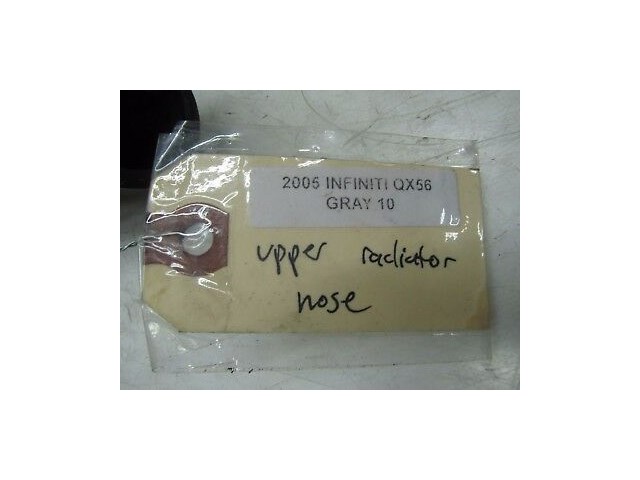 2005 INFINITI QX56
GRAY 10
upper radiator
hose